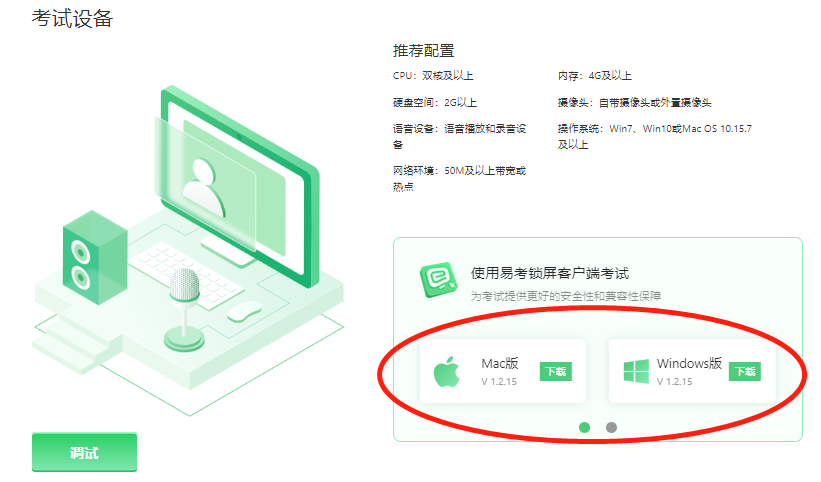 考试设备
推荐配置
CPU：双核及以上
内存：4G及以上
硬盘空间：2G以上
摄像头：自带摄像头或外置摄像头
语音设备：语音播放和录音设
备
操作系统：Win7、Win10或Mac OS 10.15.7
及以上
网络环境：50M及以上带宽或
热点
使用易考锁屏客户端考试
为考试提供更好的安全性和兼容性保障
Mac版
V 1.2.15
下载
Windows版
V 1.2.15
下载
调试